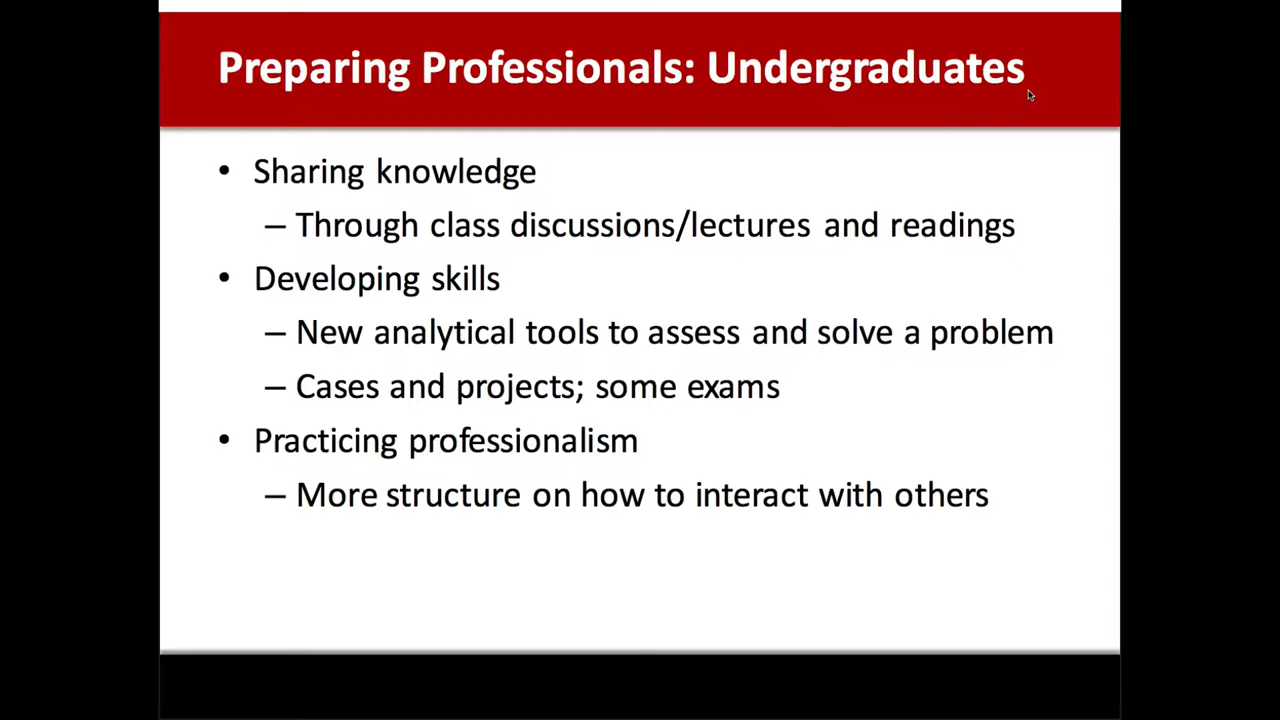 Preparing Professionals: Undergraduates
• Sharing knowledge
– Through class discussions/lectures and readings
• Developing skills
– New analytical tools to assess and solve a problem
– Cases and projects; some exams
• Practicing professionalism
– More structure on how to interact with others